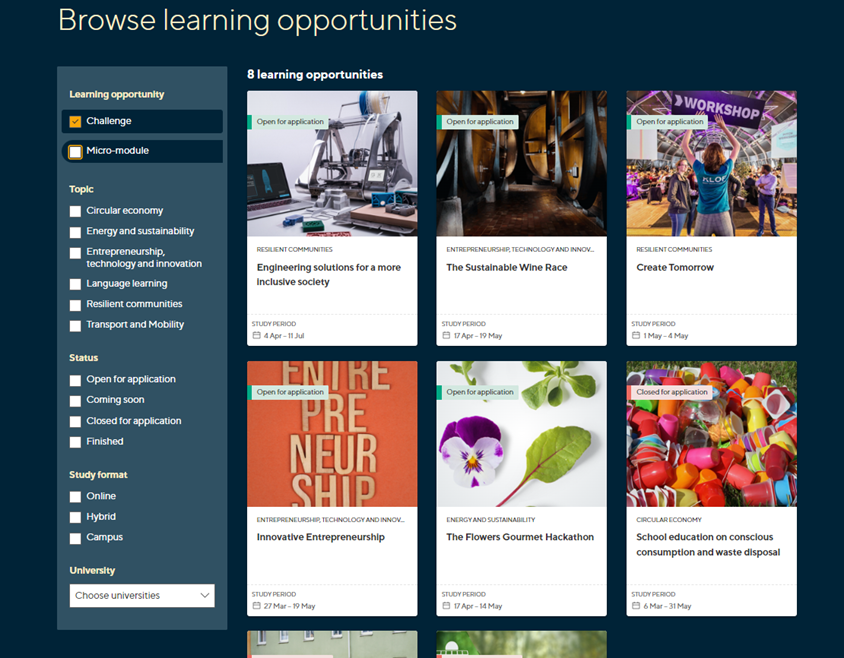 Browse learning opportunities
Learning opportunity
Challenge
Micro-module
Topic
Circular economy
Energy and sustainability
Entrepreneurship,
technology and innovation
Language learning
Resilient communities
Transport and Mobility
Status
Open for application
Coming soon
Closed for application
Finished
Study format
Online
Hybrid
Campus
University
Choose universities
8 learning opportunities
Open for application
RESILIENT COMMUNITIES
Engineering solutions for a more
inclusive society
STUDY PERIOD
4 Apr - 11 Jul
Open for application
ENTREPRENEURSHIP, TECHNOLOGY AND INNOV...
The Sustainable Wine Race
STUDY PERIOD
17 Apr - 19 May
WORKSHOP
Open for application
RESILIENT COMMUNITIES
Create Tomorrow
STUDY PERIOD
1 May - 4 May
ENTRE
PRE
NEUR
SHIP
Open for application
ENTREPRENEURSHIP, TECHNOLOGY AND INNOV...
Innovative Entrepreneurship
STUDY PERIOD
27 Mar - 19 May
Open for application
ENERGY AND SUSTAINABILITY
The Flowers Gourmet Hackathon
STUDY PERIOD
17 Apr - 14 May
Closed for application
CIRCULAR ECONOMY
School education on conscious
consumption and waste disposal
STUDY PERIOD
6 Mar - 31 May